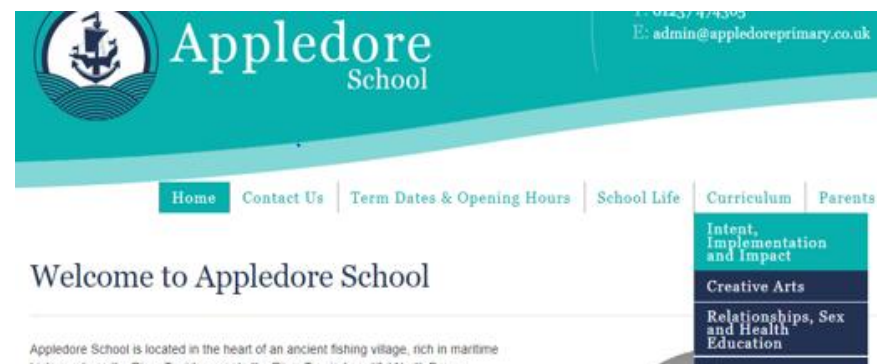 T: 01237 474365
E: admin@appledoreprimary.co.uk
Appledore
School
Home Contact Us Term Dates & Opening Hours School Life Curriculum Parents
Intent,
Implementation
and Impact
Creative Arts
Relationships, Sex
and Health
Education
Welcome to Appledore School
Appledore School is located in the heart of an ancient fishing village, rich in maritime